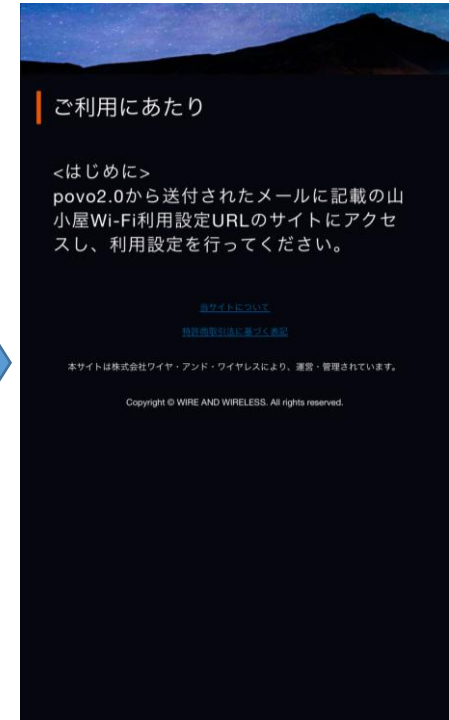 ご利用にあたり
<はじめに>
povo2.0から送付されたメールに記載の山
小屋Wi-Fi利用設定URLのサイトにアクセ
スし、利用設定を行ってください。
当サイトについて
特定商取引法に基づく表記
本サイトは株式会社ワイヤ・アンド・ワイヤレスにより、運営・管理されています。
Copyright © WIRE AND WIRELESS. All rights reserved.